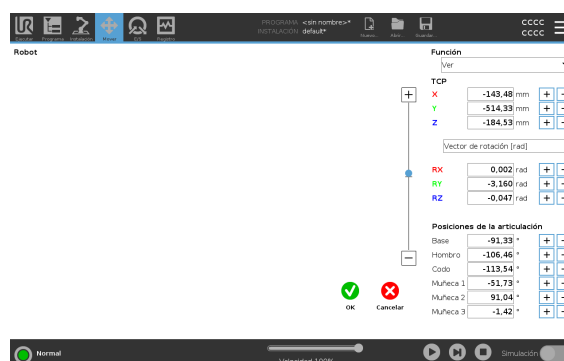 PROGRAMA <sin nombre>*
INSTALACIÓN default*
CCCC
CCCC
Ejecutar Programa Instalación Mover E/S Registro
Nuevo... Abrir... Guardar...
Robot
Función
Ver
TCP
X -143,48 mm + -
Y -514,33 mm + -
Z -184,53 mm + -
Vector de rotación [rad]
RX 0,002 rad + -
RY -3,160 rad + -
RZ -0,047 rad + -
Posiciones de la articulación
Base -91,33 ° + -
Hombro -106,46 ° + -
Codo -113,54 ° + -
Muñeca 1 -51,73 ° + -
Muñeca 2 91,04 ° + -
Muñeca 3 -1,42 ° + -
OK Cancelar
Normal
Velocidad 100%
Simulación